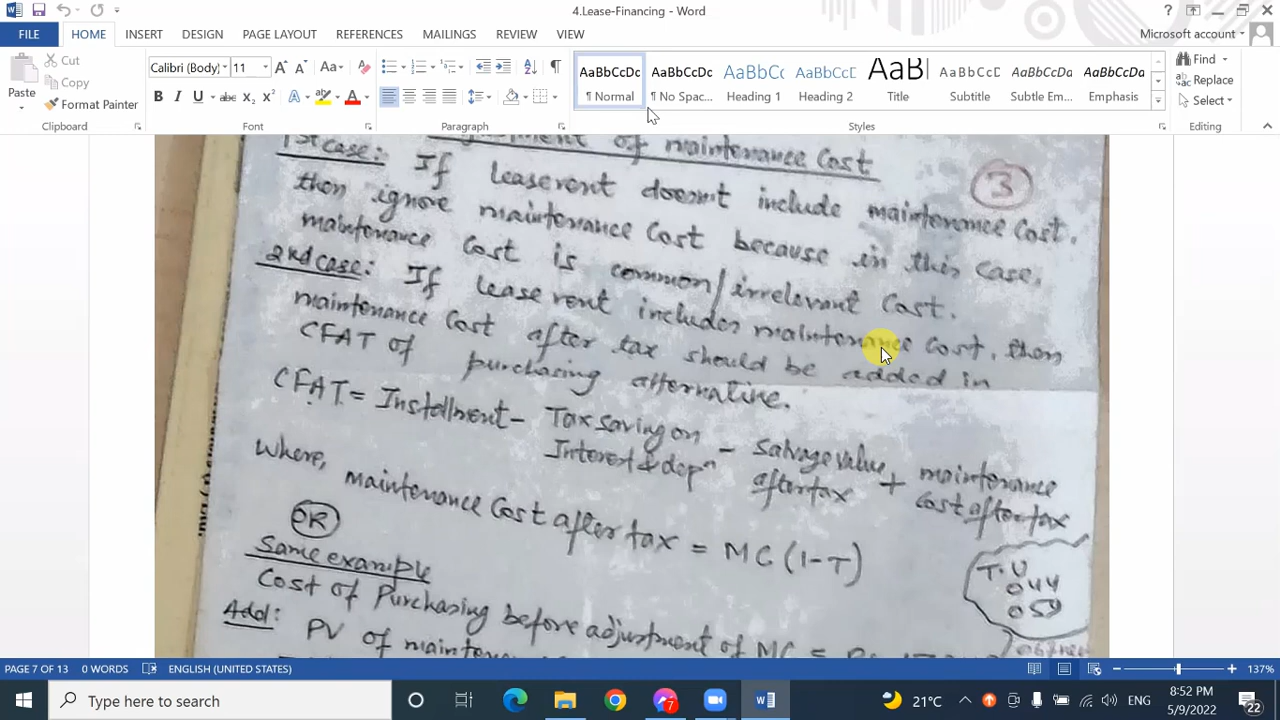 4.Lease-Financing - Word
FILE HOME INSERT DESIGN PAGE LAYOUT REFERENCES MAILINGS REVIEW VIEW Microsoft account
Paste Cut Copy Format Painter
Calibri (Body) 11
AaBbCcDc AaBbCcDc AaBbCc AaBbCcC AaB AaBbCcC AaBbCcDc AaBbCcDc
¶ Normal ¶ No Spac... Heading 1 Heading 2 Title Subtitle Subtle Em... Emphasis
Find Replace Select
Clipboard Font Paragraph Styles Editing
of maintenance Cost
3
1st case: If lease rent doesn't include maintenance Cost.
then ignore maintenance Cost because in this case,
maintenance Cost is common/irrelevant Cost.
2nd case: If lease rent includes maintenance Cost, then
maintenance Cost after tax should be added in
CFAT of purchasing alternative.
CFAT = Installment - Tax saving on Interest & depn - Salvage value after tax + maintenance Cost after tax
Where,
maintenance Cost after tax = MC (1-T)
OR
Same example
Cost of Purchasing before adjustment of MC =
Add: PV of
T.U
044
059
PAGE 7 OF 13 0 WORDS ENGLISH (UNITED STATES) 137%
Type here to search
7
21°C ENG 8:52 PM
5/9/2022
22